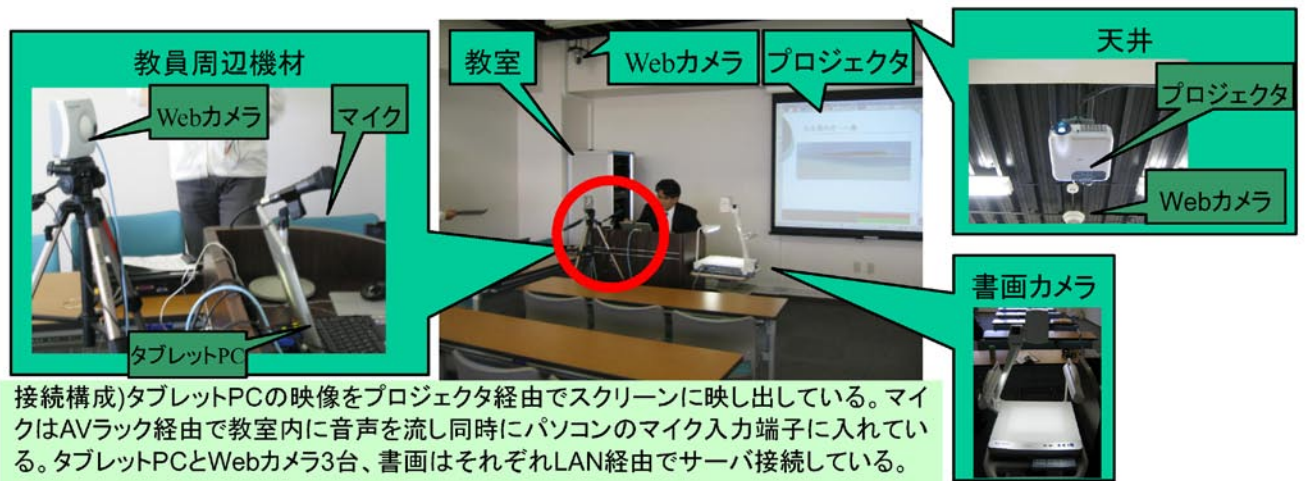 教員周辺機材
Webカメラ
マイク
タブレットPC
教室
Webカメラ
プロジェクタ
天井
プロジェクタ
Webカメラ
書画カメラ
接続構成)タブレットPCの映像をプロジェクタ経由でスクリーンに映し出している。マイ
クはAVラック経由で教室内に音声を流し同時にパソコンのマイク入力端子に入れてい
る。タブレットPCとWebカメラ3台、書画はそれぞれLAN経由でサーバ接続している。